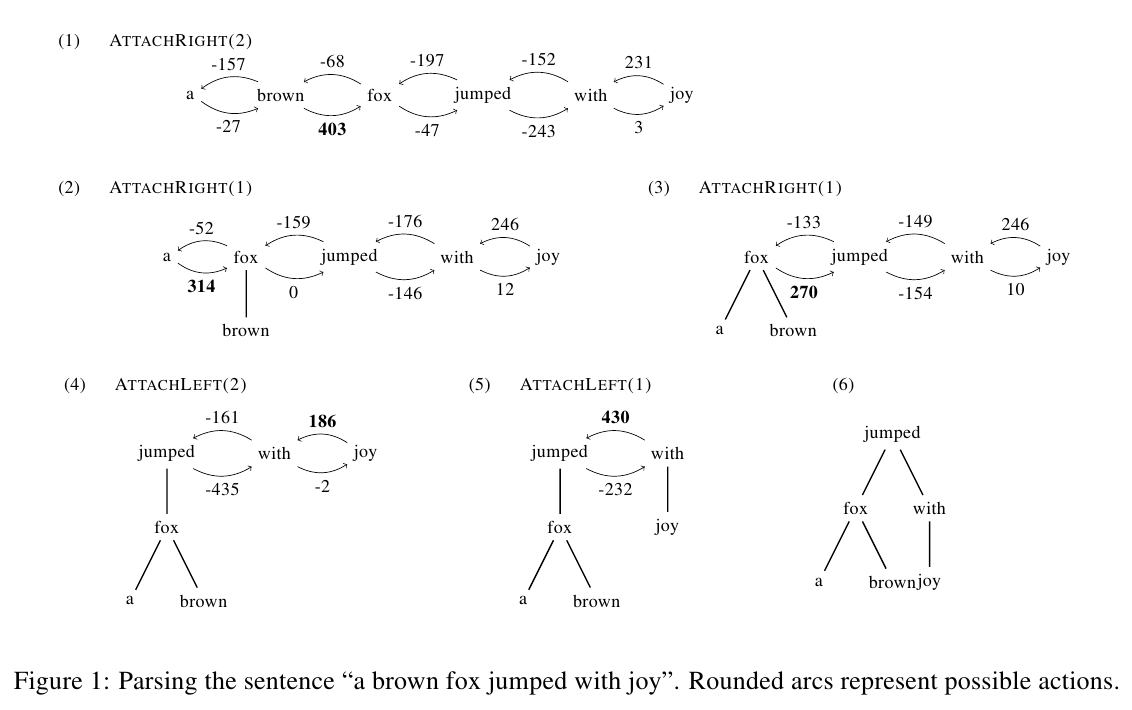 (1) ATTACHRIGHT(2)
-157 -68 -197 -152 231
a brown fox jumped with joy
-27 403 -47 -243 3
(2) ATTACHRIGHT(1)
-52 -159 -176 246
a fox jumped with joy
314 0 -146 12
brown
(3) ATTACHRIGHT(1)
-133 -149 246
fox jumped with joy
270 -154 10
a brown
(4) ATTACHLEFT(2)
-161 186
jumped with joy
-435 -2
fox
a brown
(5) ATTACHLEFT(1)
430
jumped with
-232
fox joy
a brown
(6)
jumped
fox with
a brown joy
Figure 1: Parsing the sentence “a brown fox jumped with joy”. Rounded arcs represent possible actions.